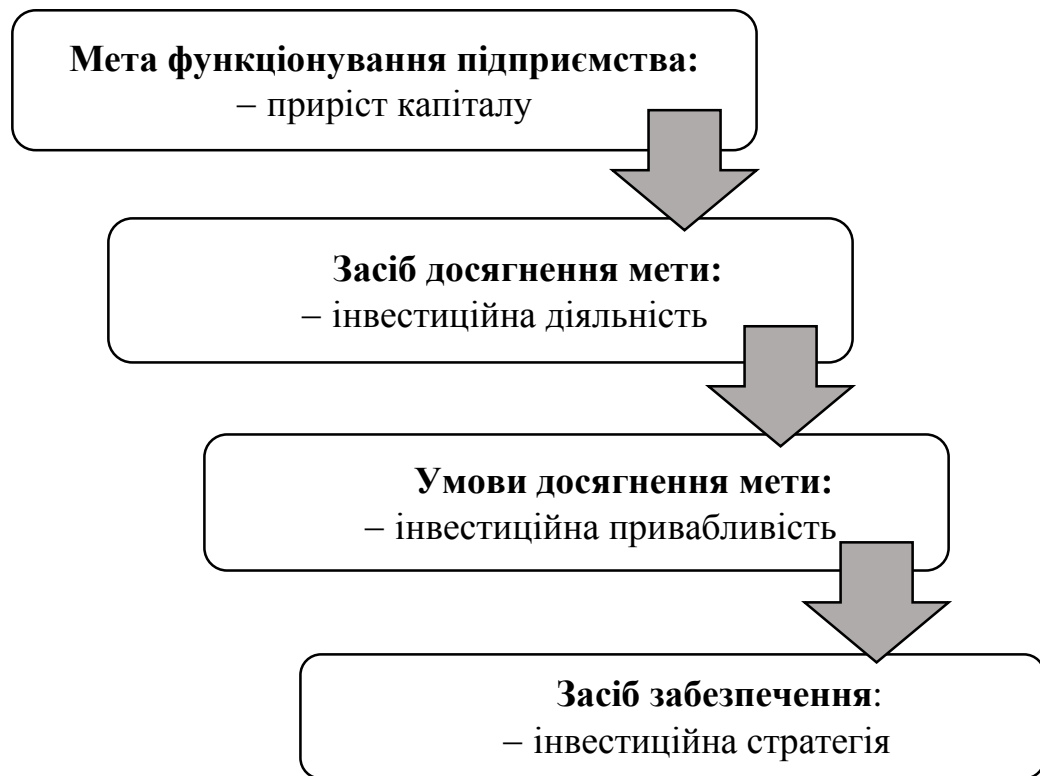 Мета функціонування підприємства:
– приріст капіталу
Засіб досягнення мети:
– інвестиційна діяльність
Умови досягнення мети:
– інвестиційна привабливість
Засіб забезпечення:
– інвестиційна стратегія